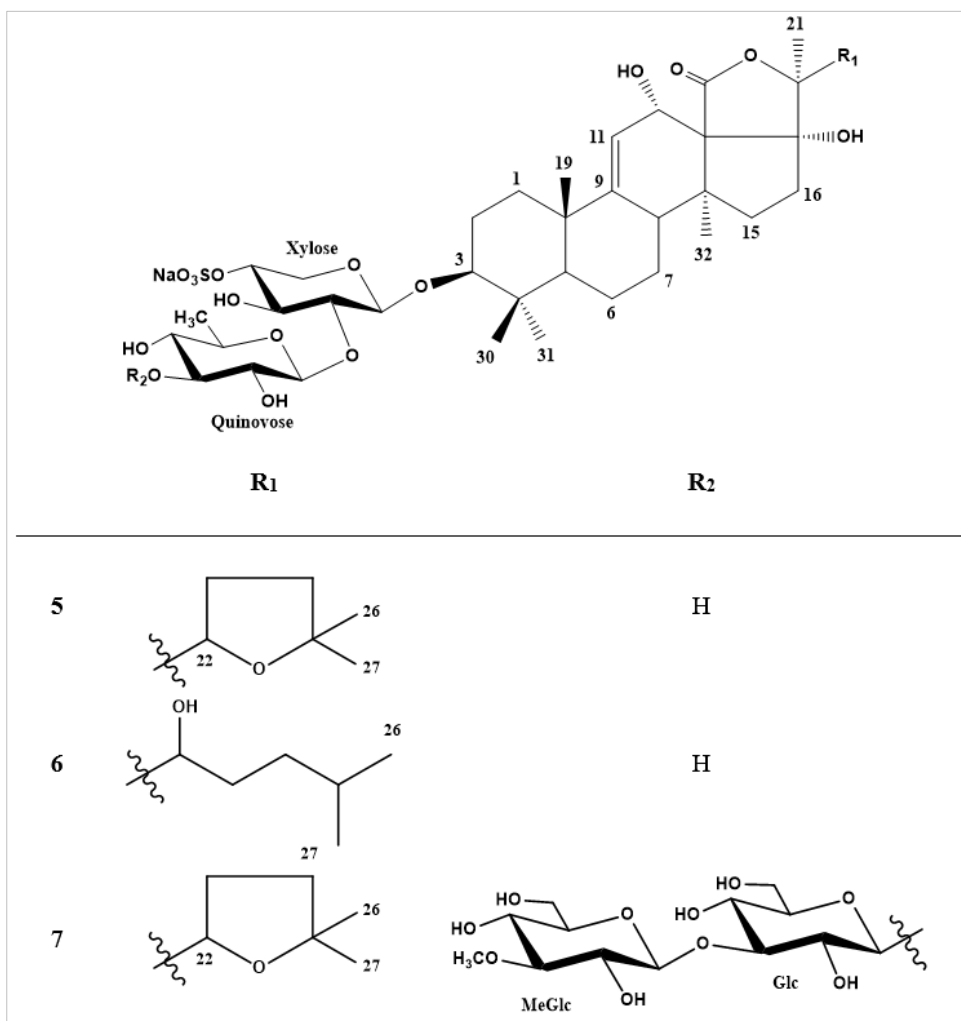 21
R1
O
O
HO
11
OH
19
1
9
16
Xylose
15
O
32
NaO3SO
3
7
O
HO
H3C
O
6
HO
O
30
31
R2O
OH
Quinovose
R1 R2
5
26
22
O
27
H
OH
6
26
H
27
7
26
22
O
27
HO
HO
HO
O
O
HO
H3CO
O
OH
Glc
MeGlc
OH